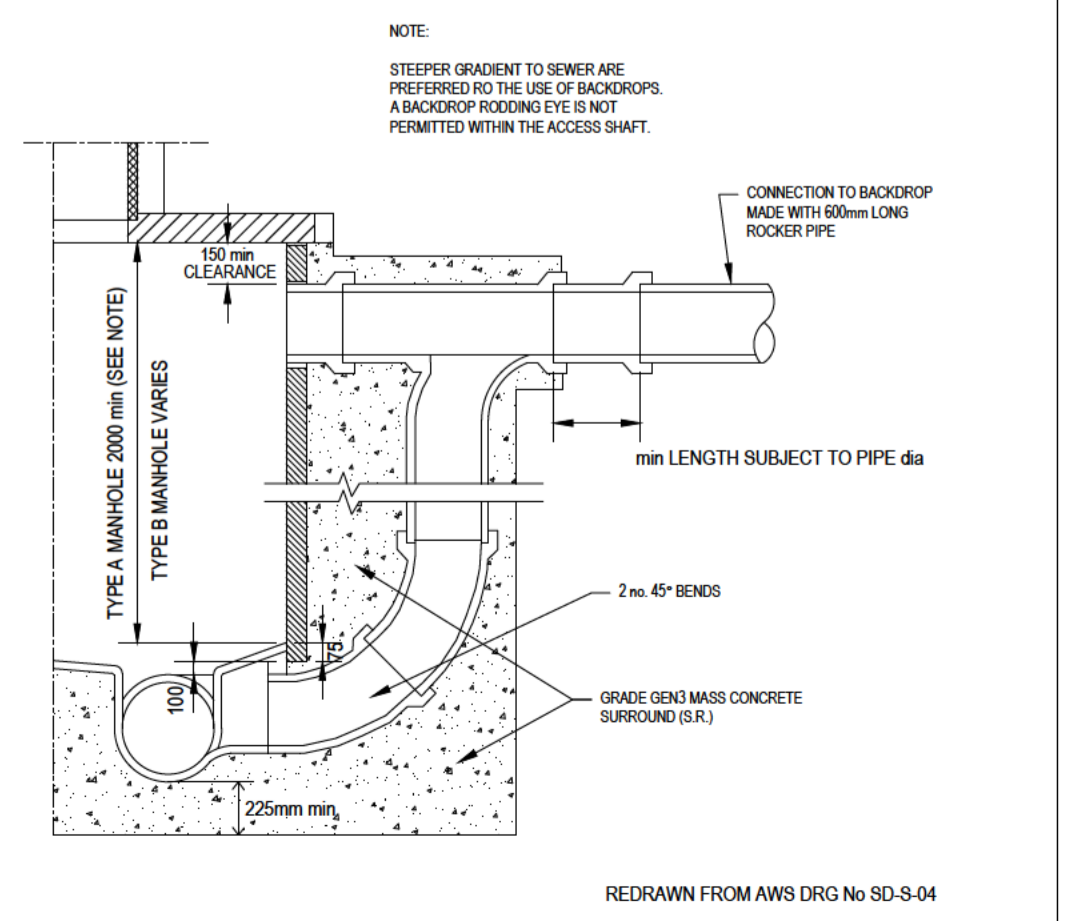 NOTE:
STEEPER GRADIENT TO SEWER ARE
PREFERRED RO THE USE OF BACKDROPS.
A BACKDROP RODDING EYE IS NOT
PERMITTED WITHIN THE ACCESS SHAFT.
CONNECTION TO BACKDROP
MADE WITH 600mm LONG
ROCKER PIPE
150 min
CLEARANCE
TYPE A MANHOLE 2000 min (SEE NOTE)
TYPE B MANHOLE VARIES
min LENGTH SUBJECT TO PIPE dia
2 no. 45° BENDS
75
100
GRADE GEN3 MASS CONCRETE
SURROUND (S.R.)
225mm min
REDRAWN FROM AWS DRG No SD-S-04